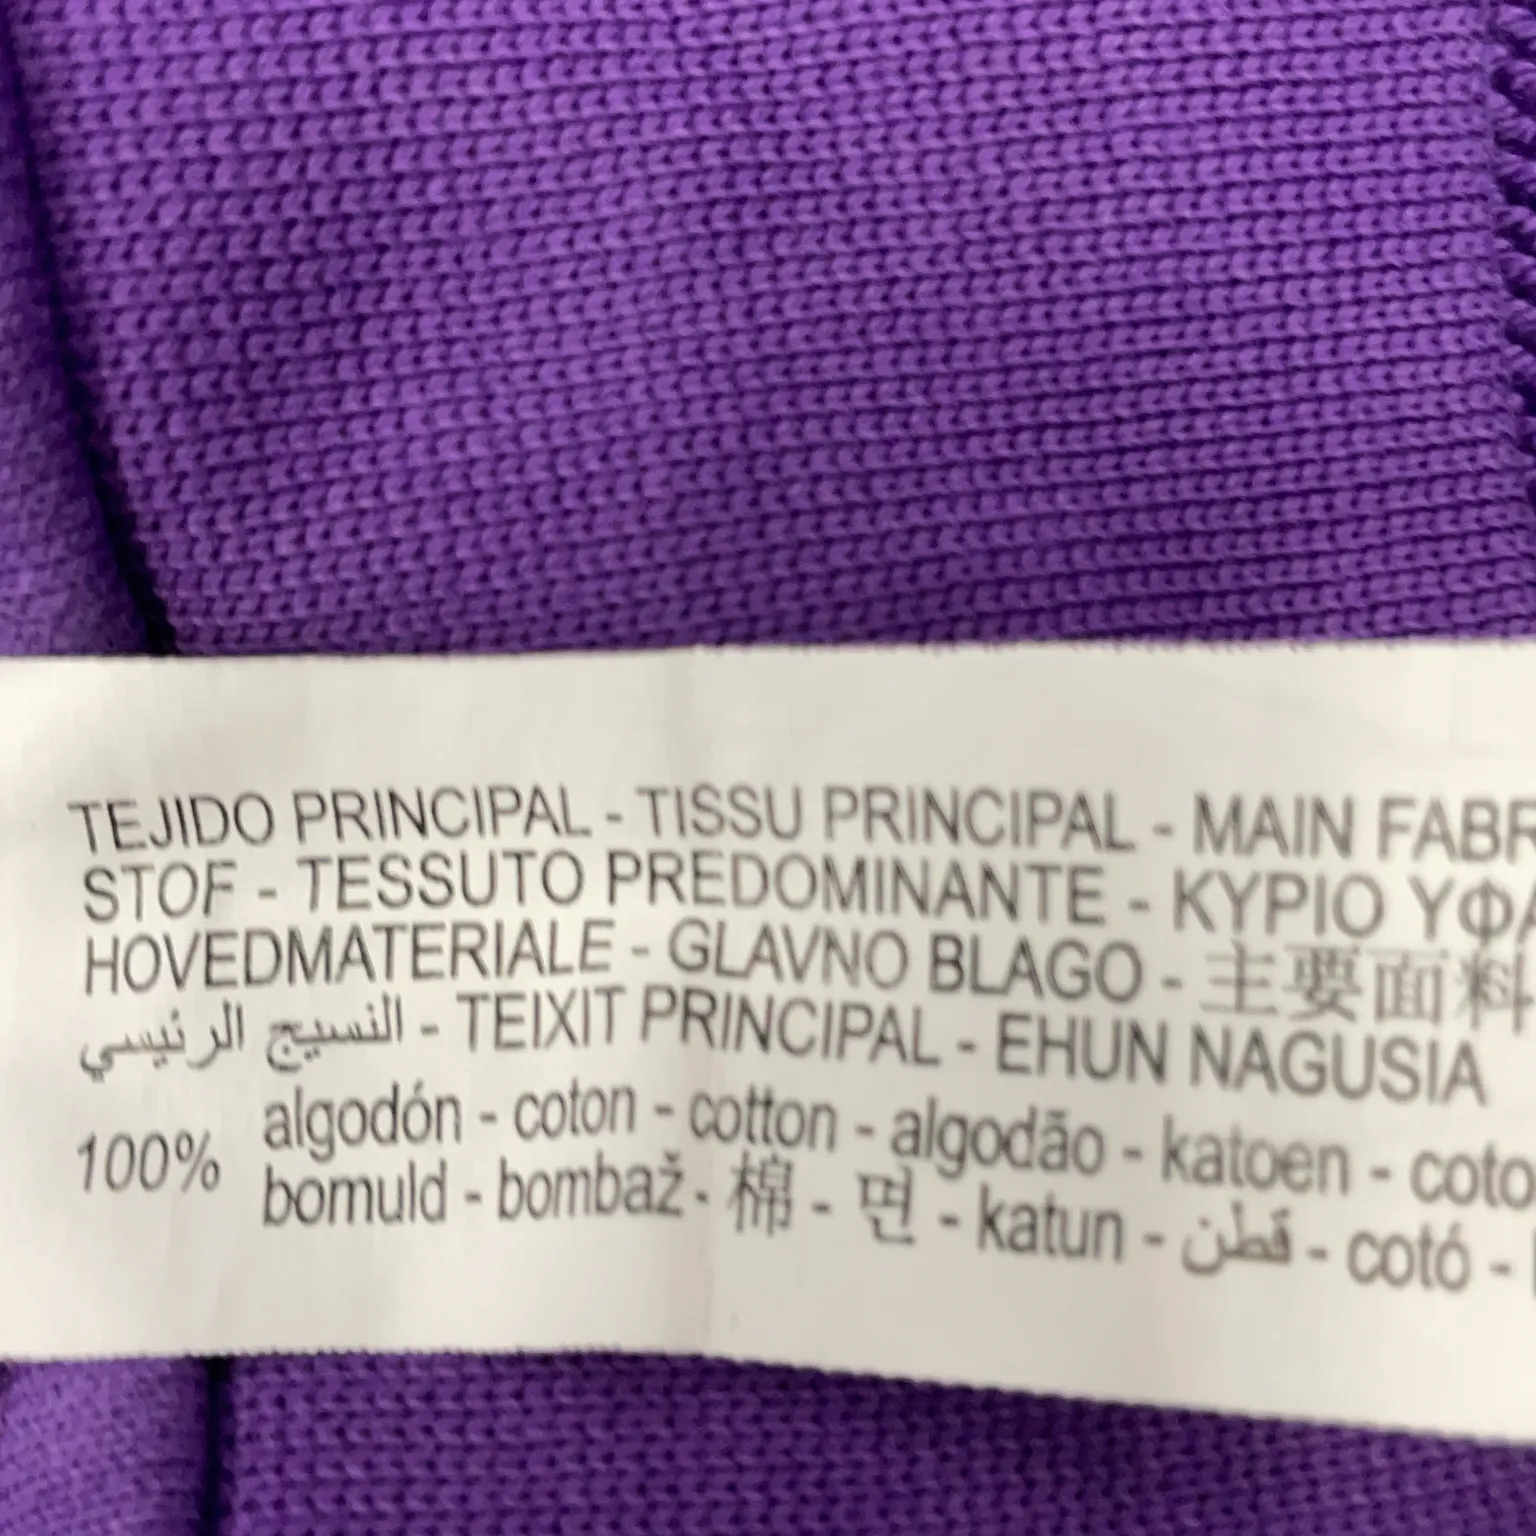 TEJIDO PRINCIPAL - TISSU PRINCIPAL - MAIN FABR
STOF - TESSUTO PREDOMINANTE - ΚΥΡΙΟ ΥΦΑ
HOVEDMATERIALE - GLAVNO BLAGO - 主要面料
النسيج الرئيسي - TEIXIT PRINCIPAL - EHUN NAGUSIA
100% algodón - coton - cotton - algodão - katoen - coto
bomuld - bombaž - 棉 - 면 - katun - قطن - cotó -